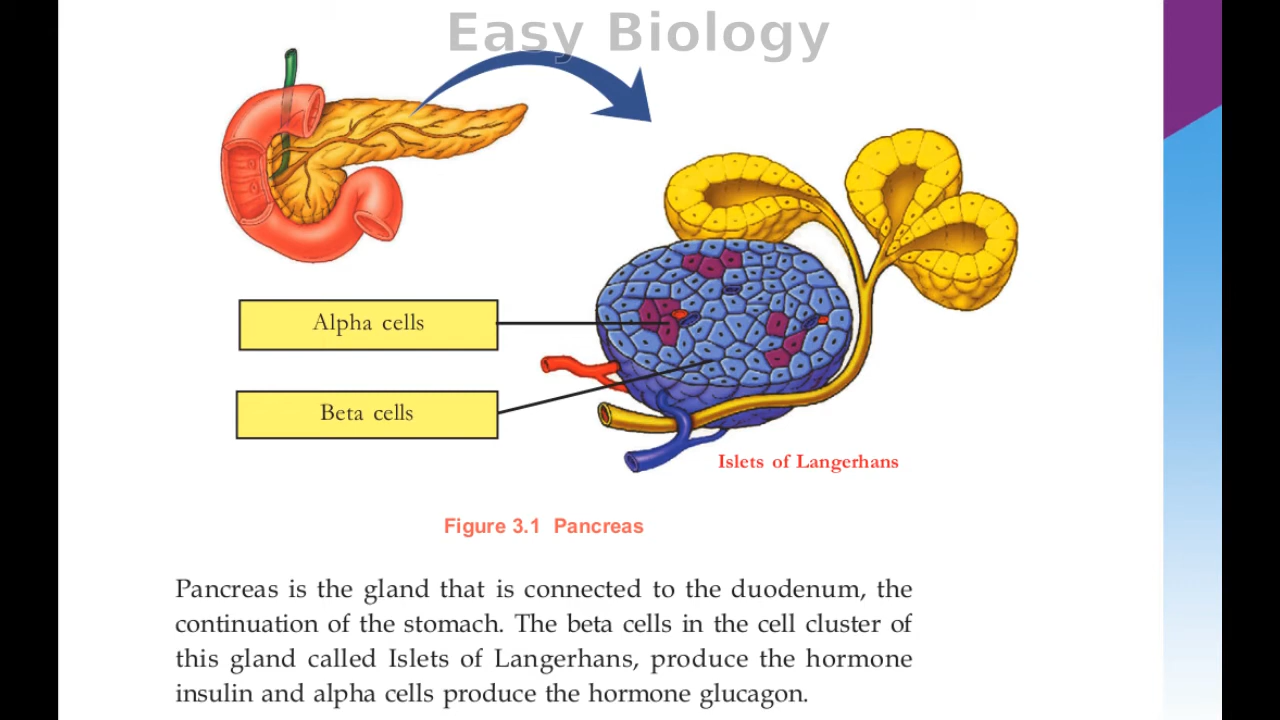 Easy Biology
Alpha cells
Beta cells
Islets of Langerhans
Figure 3.1 Pancreas
Pancreas is the gland that is connected to the duodenum, the
continuation of the stomach. The beta cells in the cell cluster of
this gland called Islets of Langerhans, produce the hormone
insulin and alpha cells produce the hormone glucagon.